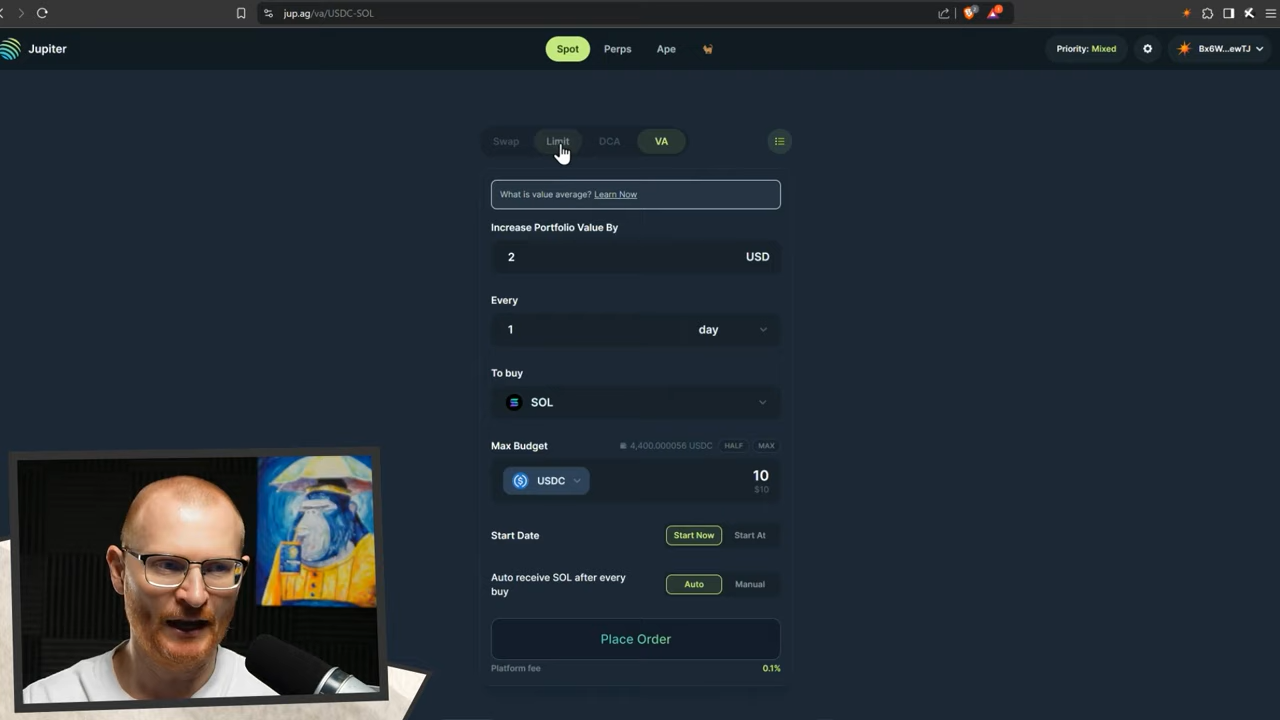 jup.ag/va/USDC-SOL
Jupiter
Spot
Perps
Ape
Priority: Mixed
Bx6W...ewTJ
Swap
Limit
DCA
VA
What is value average? Learn Now
Increase Portfolio Value By
2
USD
Every
1
day
To buy
SOL
Max Budget
4,400.000056 USDC
HALF
MAX
USDC
10
$10
Start Date
Start Now
Start At
Auto receive SOL after every
buy
Auto
Manual
Place Order
Platform fee
0.1%